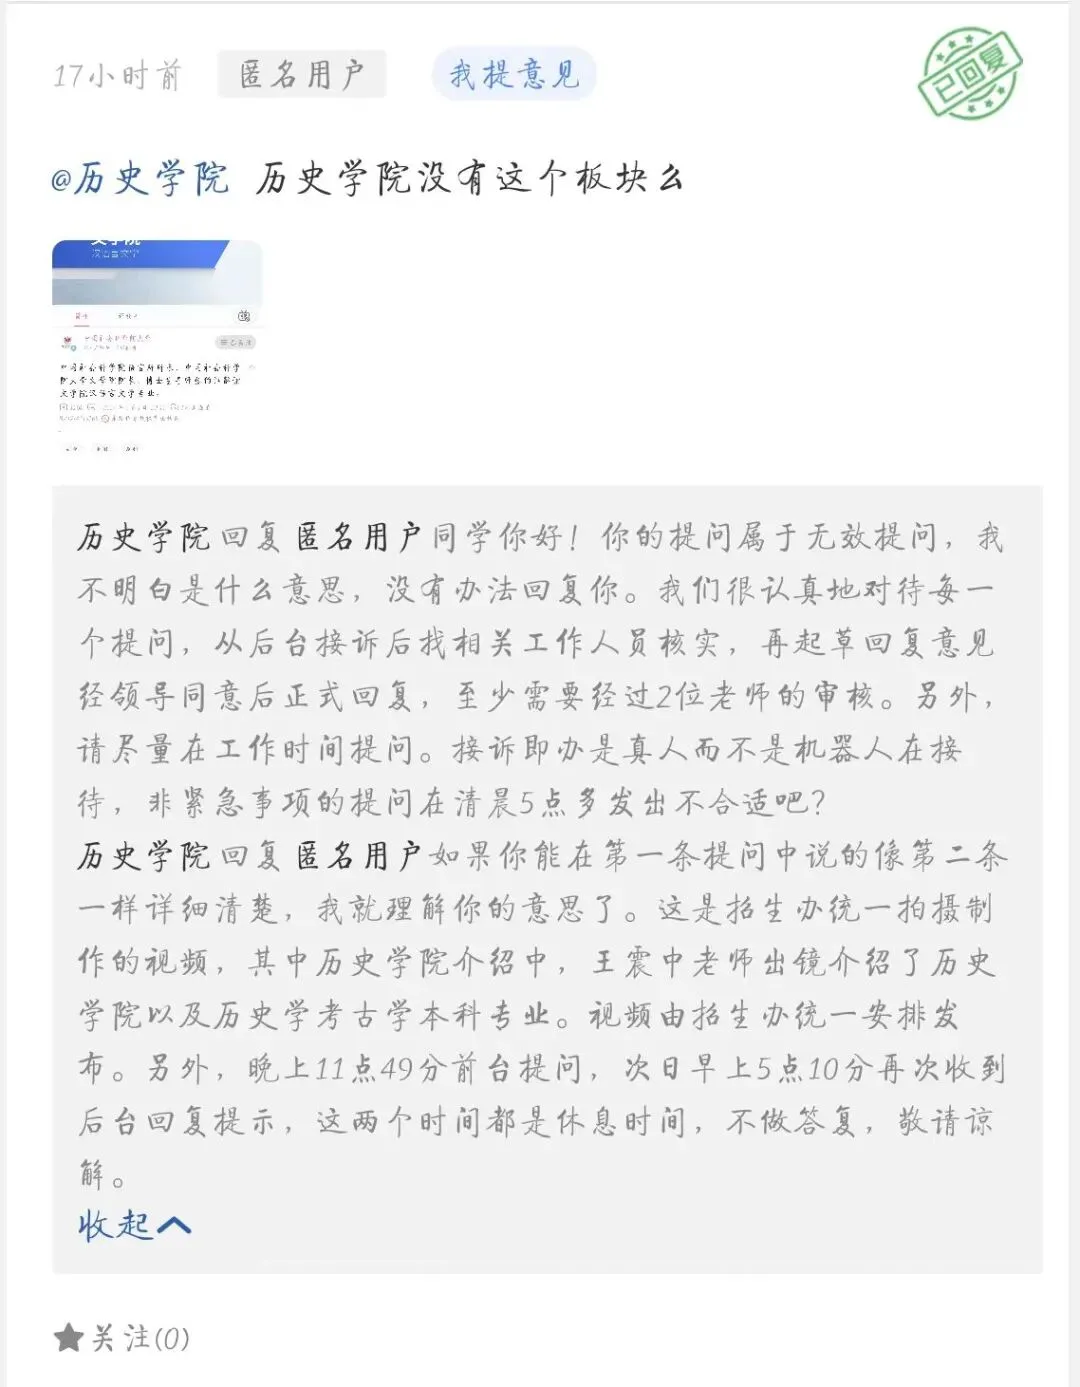 17小时前 匿名用户 我提意见
已回复
@历史学院 历史学院没有这个板块么
汉语言文学
历史学院回复匿名用户同学你好！你的提问属于无效提问，我
不明白是什么意思，没有办法回复你。我们很认真地对待每一
个提问，从后台接诉后找相关工作人员核实，再起草回复意见
经领导同意后正式回复，至少需要经过2位老师的审核。另外，
请尽量在工作时间提问。接诉即办是真人而不是机器人在接
待，非紧急事项的提问在清晨5点多发出不合适吧？
历史学院回复匿名用户如果你能在第一条提问中说的像第二条
一样详细清楚，我就理解你的意思了。这是招生办统一拍摄制
作的视频，其中历史学院介绍中，王震中老师出镜介绍了历史
学院以及历史学考古学本科专业。视频由招生办统一安排发
布。另外，晚上11点49分前台提问，次日早上5点10分再次收到
后台回复提示，这两个时间都是休息时间，不做答复，敬请谅
解。
收起
关注(0)